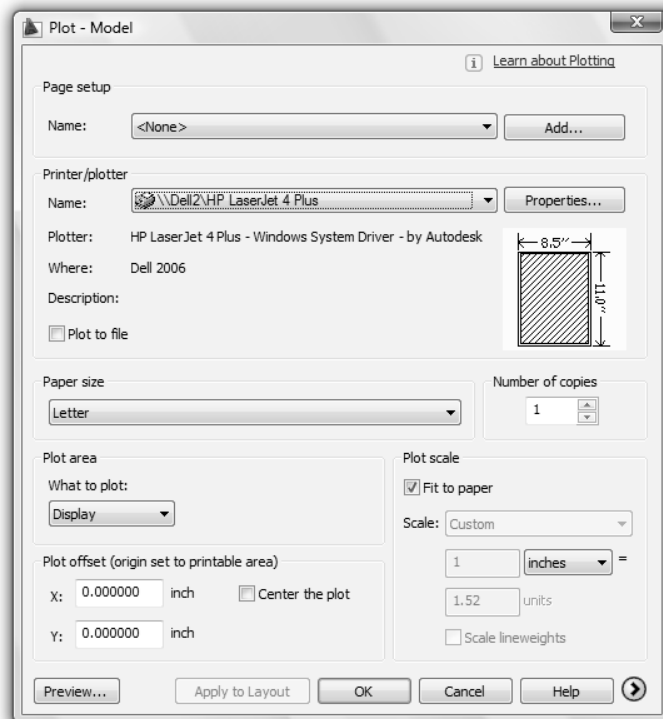 Plot - Model
Learn about Plotting
Page setup
Name: <None> Add...
Printer/plotter
Name: \\Dell2\HP LaserJet 4 Plus Properties...
Plotter: HP LaserJet 4 Plus - Windows System Driver - by Autodesk
Where: Dell 2006
Description:
Plot to file
8.5''
11.0''
Paper size
Letter
Number of copies
1
Plot area
What to plot:
Display
Plot offset (origin set to printable area)
X: 0.000000 inch Center the plot
Y: 0.000000 inch
Plot scale
Fit to paper
Scale: Custom
1 inches =
1.52 units
Scale lineweights
Preview... Apply to Layout OK Cancel Help